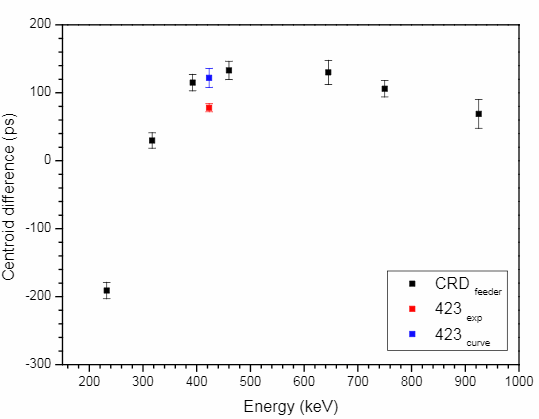 200
100
0
-100
-200
-300
Centroid difference (ps)
200 300 400 500 600 700 800 900 1000
Energy (keV)
CRD feeder
423 exp
423 curve